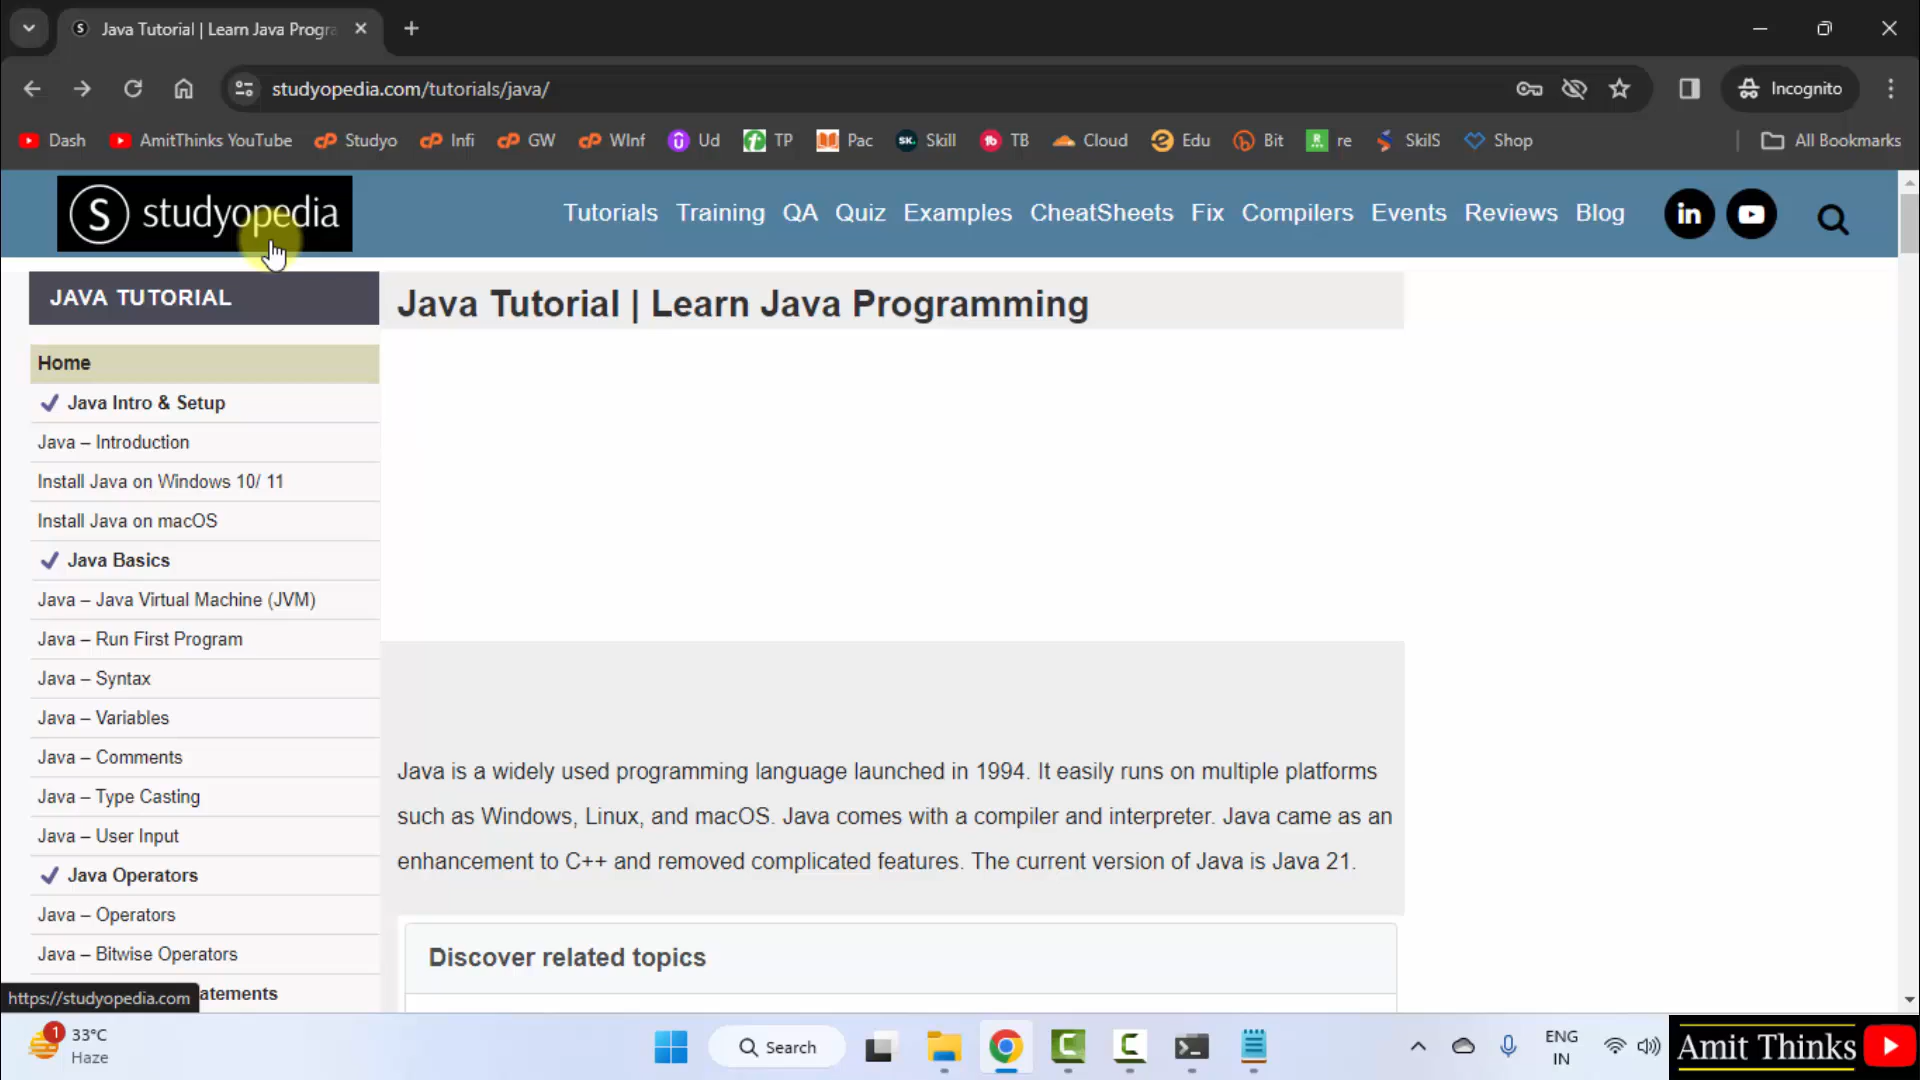 Java Tutorial | Learn Java Progra
studyopedia.com/tutorials/java/
Incognito
Dash
AmitThinks YouTube
Studyo
Infi
GW
WInf
Ud
TP
Pac
Skill
TB
Cloud
Edu
Bit
re
SkilS
Shop
All Bookmarks
S studyopedia
Tutorials Training QA Quiz Examples CheatSheets Fix Compilers Events Reviews Blog
in
JAVA TUTORIAL
Java Tutorial | Learn Java Programming
Home
Java Intro & Setup
Java – Introduction
Install Java on Windows 10/ 11
Install Java on macOS
Java Basics
Java – Java Virtual Machine (JVM)
Java – Run First Program
Java – Syntax
Java – Variables
Java – Comments
Java – Type Casting
Java – User Input
Java Operators
Java – Operators
Java – Bitwise Operators
atements
https://studyopedia.com
Java is a widely used programming language launched in 1994. It easily runs on multiple platforms
such as Windows, Linux, and macOS. Java comes with a compiler and interpreter. Java came as an
enhancement to C++ and removed complicated features. The current version of Java is Java 21.
Discover related topics
1
33°C
Haze
Search
ENG
IN
Amit Thinks